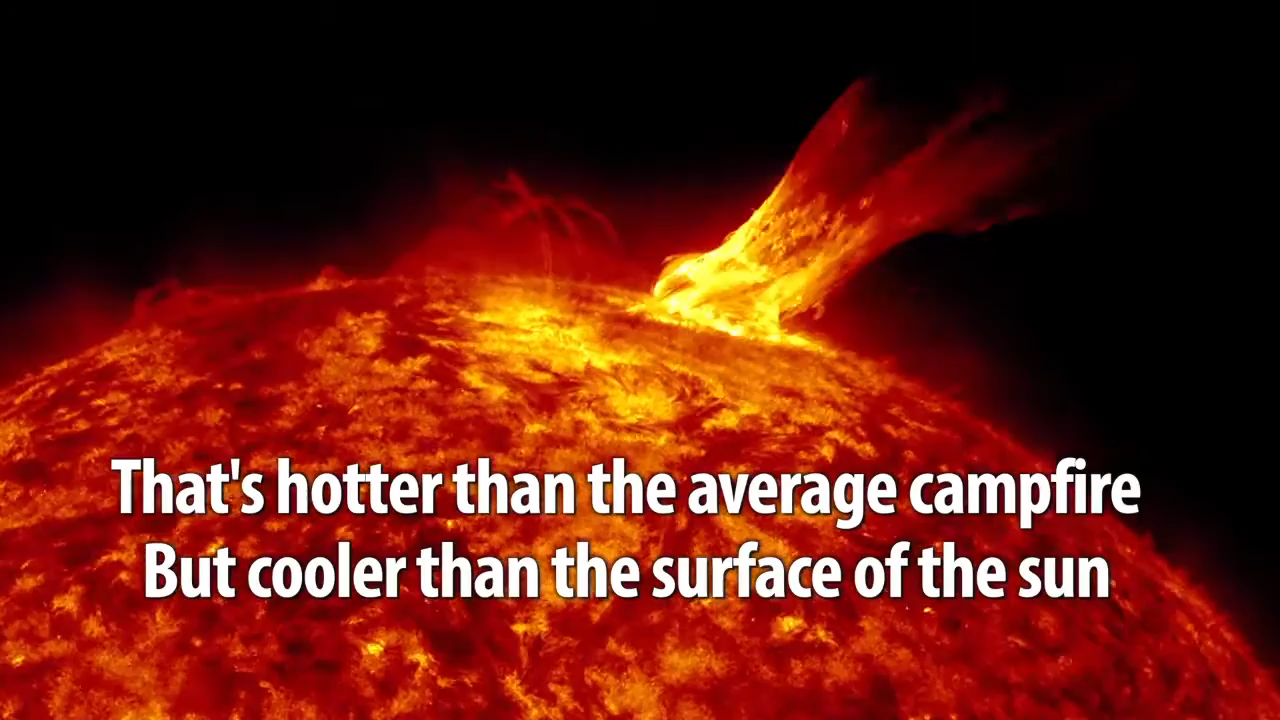 That's hotter than the average campfire
But cooler than the surface of the sun